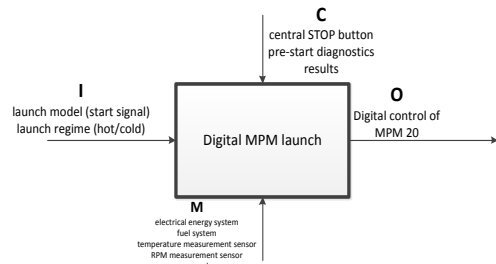 C
central STOP button
pre-start diagnostics
results
I
launch model (start signal)
launch regime (hot/cold)
Digital MPM launch
O
Digital control of
MPM 20
M
electrical energy system
fuel system
temperature measurement sensor
RPM measurement sensor